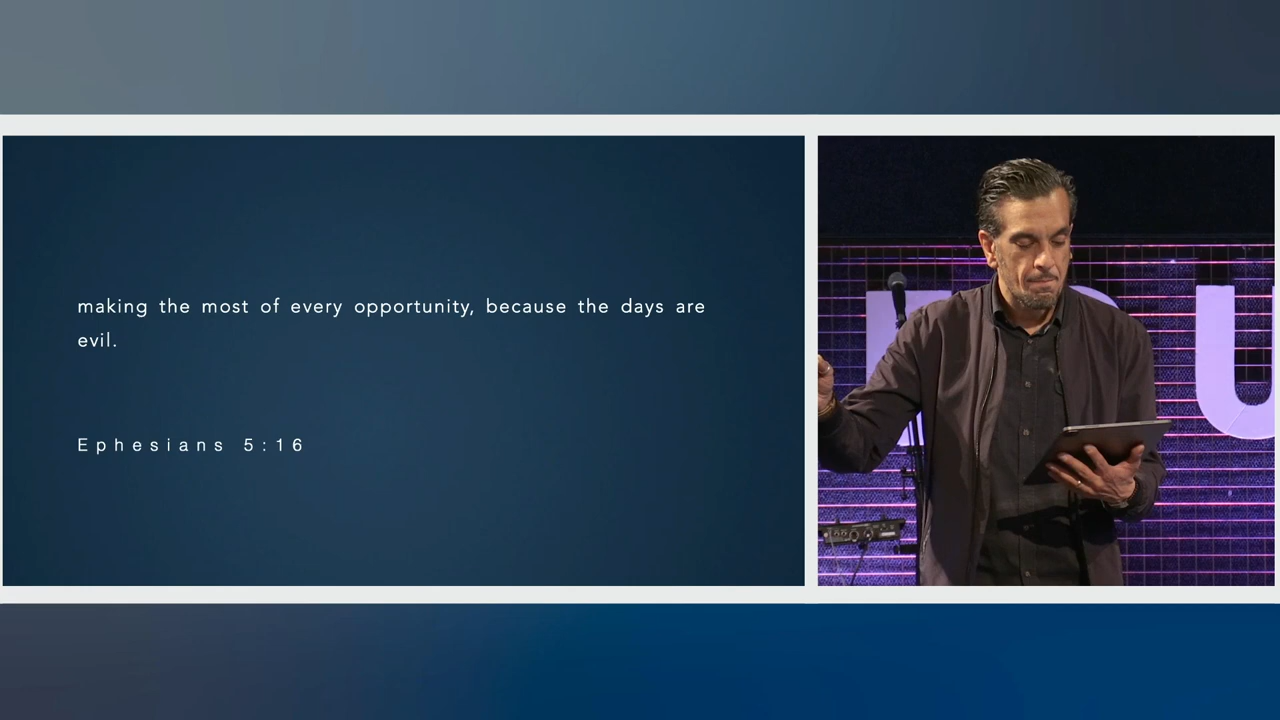 making the most of every opportunity, because the days are
evil.
Ephesians 5:16
U